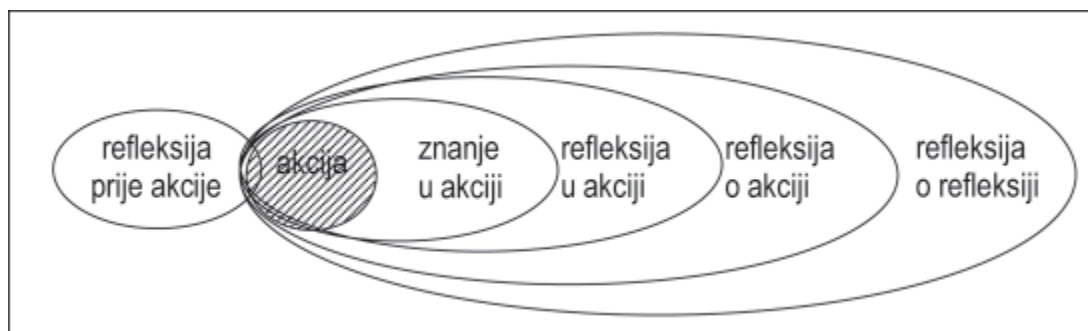 refleksija
prije akcije
akcija
znanje
u akciji
refleksija
u akciji
refleksija
o akciji
refleksija
o refleksiji